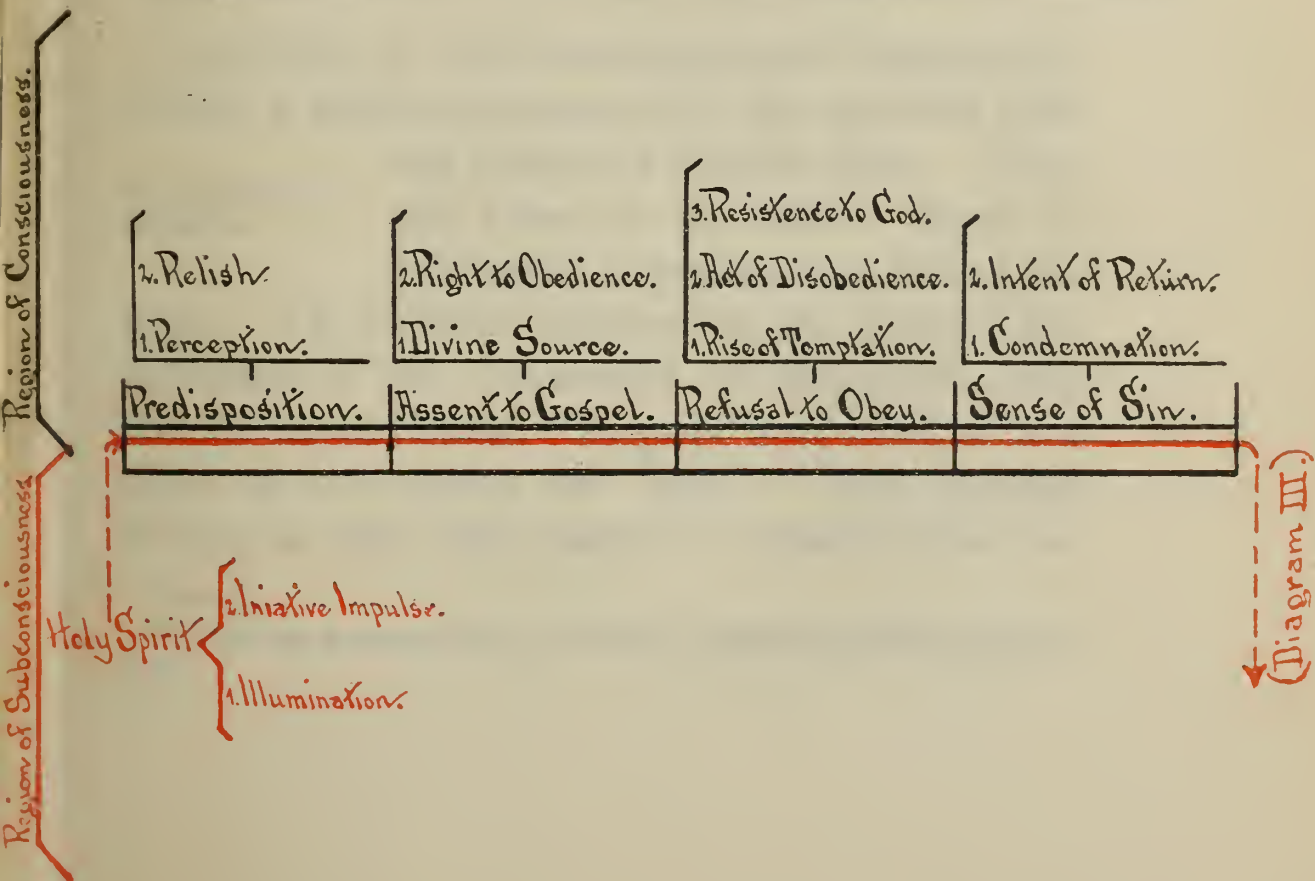 Region of Consciousness.
3. Resistence to God.
2. Relish.
2. Right to Obedience.
2. Act of Disobedience.
2. Intent of Return.
1. Perception.
1. Divine Source.
1. Rise of Temptation.
1. Condemnation.
Predisposition.
Assent to Gospel.
Refusal to Obey.
Sense of Sin.
Region of Subconsciousness
Holy Spirit
2. Iniative Impulse.
1. Illumination.
(Diagram III.)